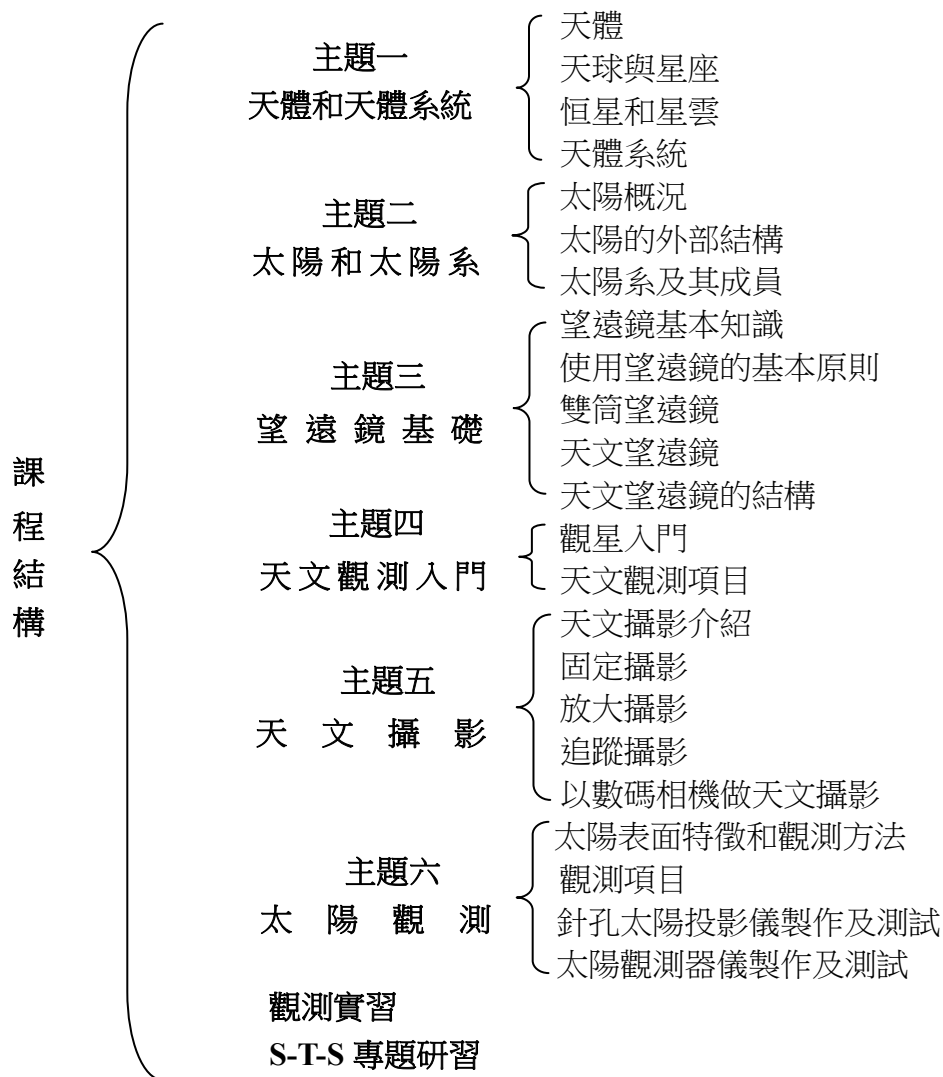 課程結構
主題一
天體和天體系統
天體
天球與星座
恒星和星雲
天體系統
主題二
太陽和太陽系
太陽概況
太陽的外部結構
太陽系及其成員
主題三
望遠鏡基礎
望遠鏡基本知識
使用望遠鏡的基本原則
雙筒望遠鏡
天文望遠鏡
天文望遠鏡的結構
主題四
天文觀測入門
觀星入門
天文觀測項目
主題五
天文攝影
天文攝影介紹
固定攝影
放大攝影
追蹤攝影
以數碼相機做天文攝影
主題六
太陽觀測
太陽表面特徵和觀測方法
觀測項目
針孔太陽投影儀製作及測試
太陽觀測器儀製作及測試
觀測實習
S-T-S 專題研習